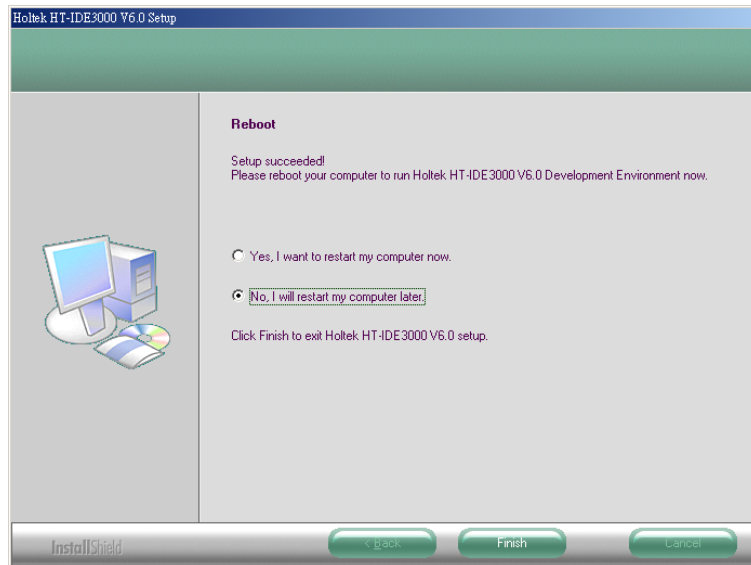 Holtek HT-IDE3000 V6.0 Setup
Reboot
Setup succeeded!
Please reboot your computer to run Holtek HT-IDE3000 V6.0 Development Environment now.
Yes, I want to restart my computer now.
No, I will restart my computer later.
Click Finish to exit Holtek HT-IDE3000 V6.0 setup.
InstallShield
< Back
Finish
Cancel